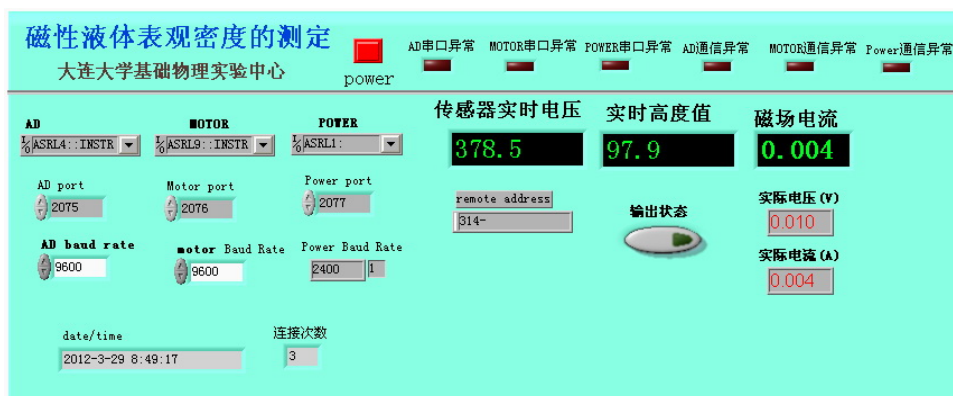 磁性液体表观密度的测定
大连大学基础物理实验中心
power
AD串口异常 MOTOR串口异常 POWER串口异常 AD通信异常 MOTOR通信异常 Power通信异常
AD MOTOR POWER
ASRL4::INSTR ASRL9::INSTR ASRL1:
AD port Motor port Power port
2075 2076 2077
AD baud rate motor Baud Rate Power Baud Rate
9600 9600 2400 1
date/time 连接次数
2012-3-29 8:49:17 3
传感器实时电压 实时高度值 磁场电流
378.5 97.9 0.004
remote address
314-
输出状态
实际电压(V)
0.010
实际电流(A)
0.004